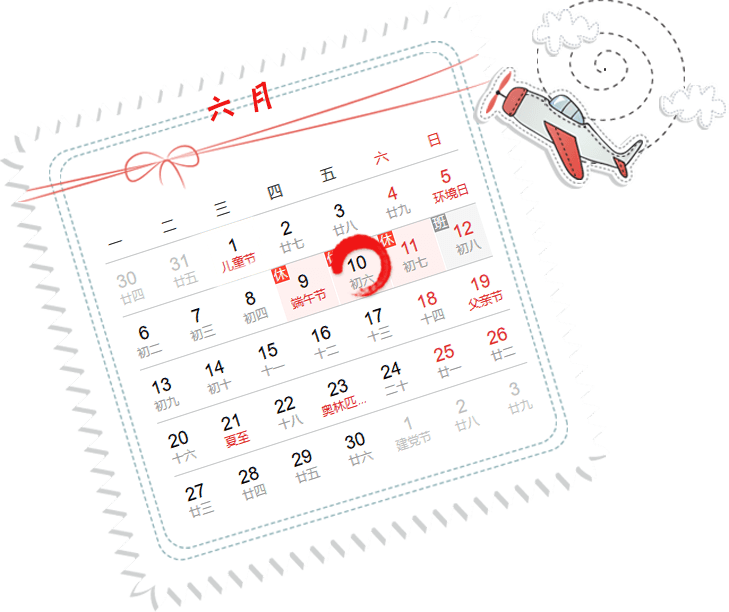 六月
一 二 三 四 五 六 日
30 31 1 2 3 4 5
廿四 廿五 儿童节 廿七 廿八 廿九 环境日
休 休 班
6 7 8 9 10 11 12
初二 初三 初四 端午节 初六 初七 初八
13 14 15 16 17 18 19
初九 初十 十一 十二 十三 十四 父亲节
20 21 22 23 24 25 26
十六 夏至 十八 奥林匹... 二十 廿一 廿二
27 28 29 30 1 2 3
廿三 廿四 廿五 廿六 建党节 廿八 廿九